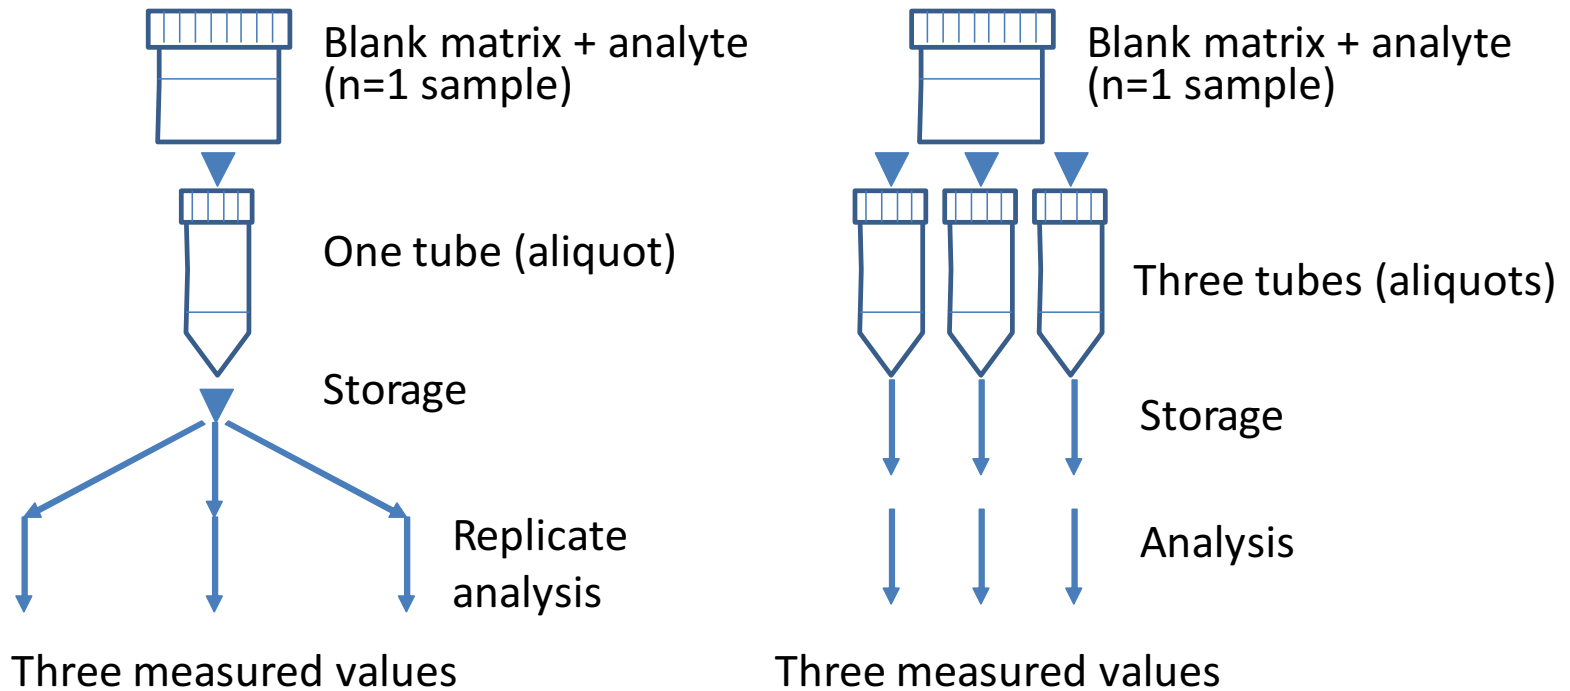 Blank matrix + analyte
(n=1 sample)
One tube (aliquot)
Storage
Replicate
analysis
Three measured values
Blank matrix + analyte
(n=1 sample)
Three tubes (aliquots)
Storage
Analysis
Three measured values